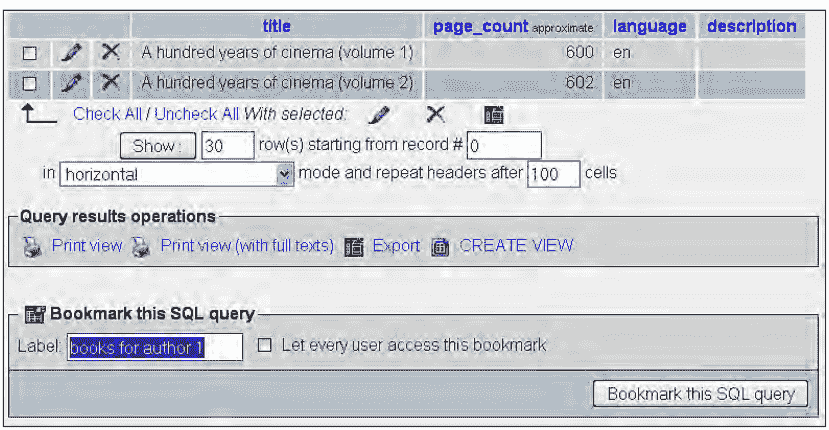 title page_count approximate language description
A hundred years of cinema (volume 1) 600 en
A hundred years of cinema (volume 2) 602 en
Check All / Uncheck All With selected:
Show : 30 row(s) starting from record # 0
in horizontal mode and repeat headers after 100 cells
Query results operations
Print view Print view (with full texts) Export CREATE VIEW
Bookmark this SQL query
Label: books for author 1 Let every user access this bookmark
Bookmark this SQL query